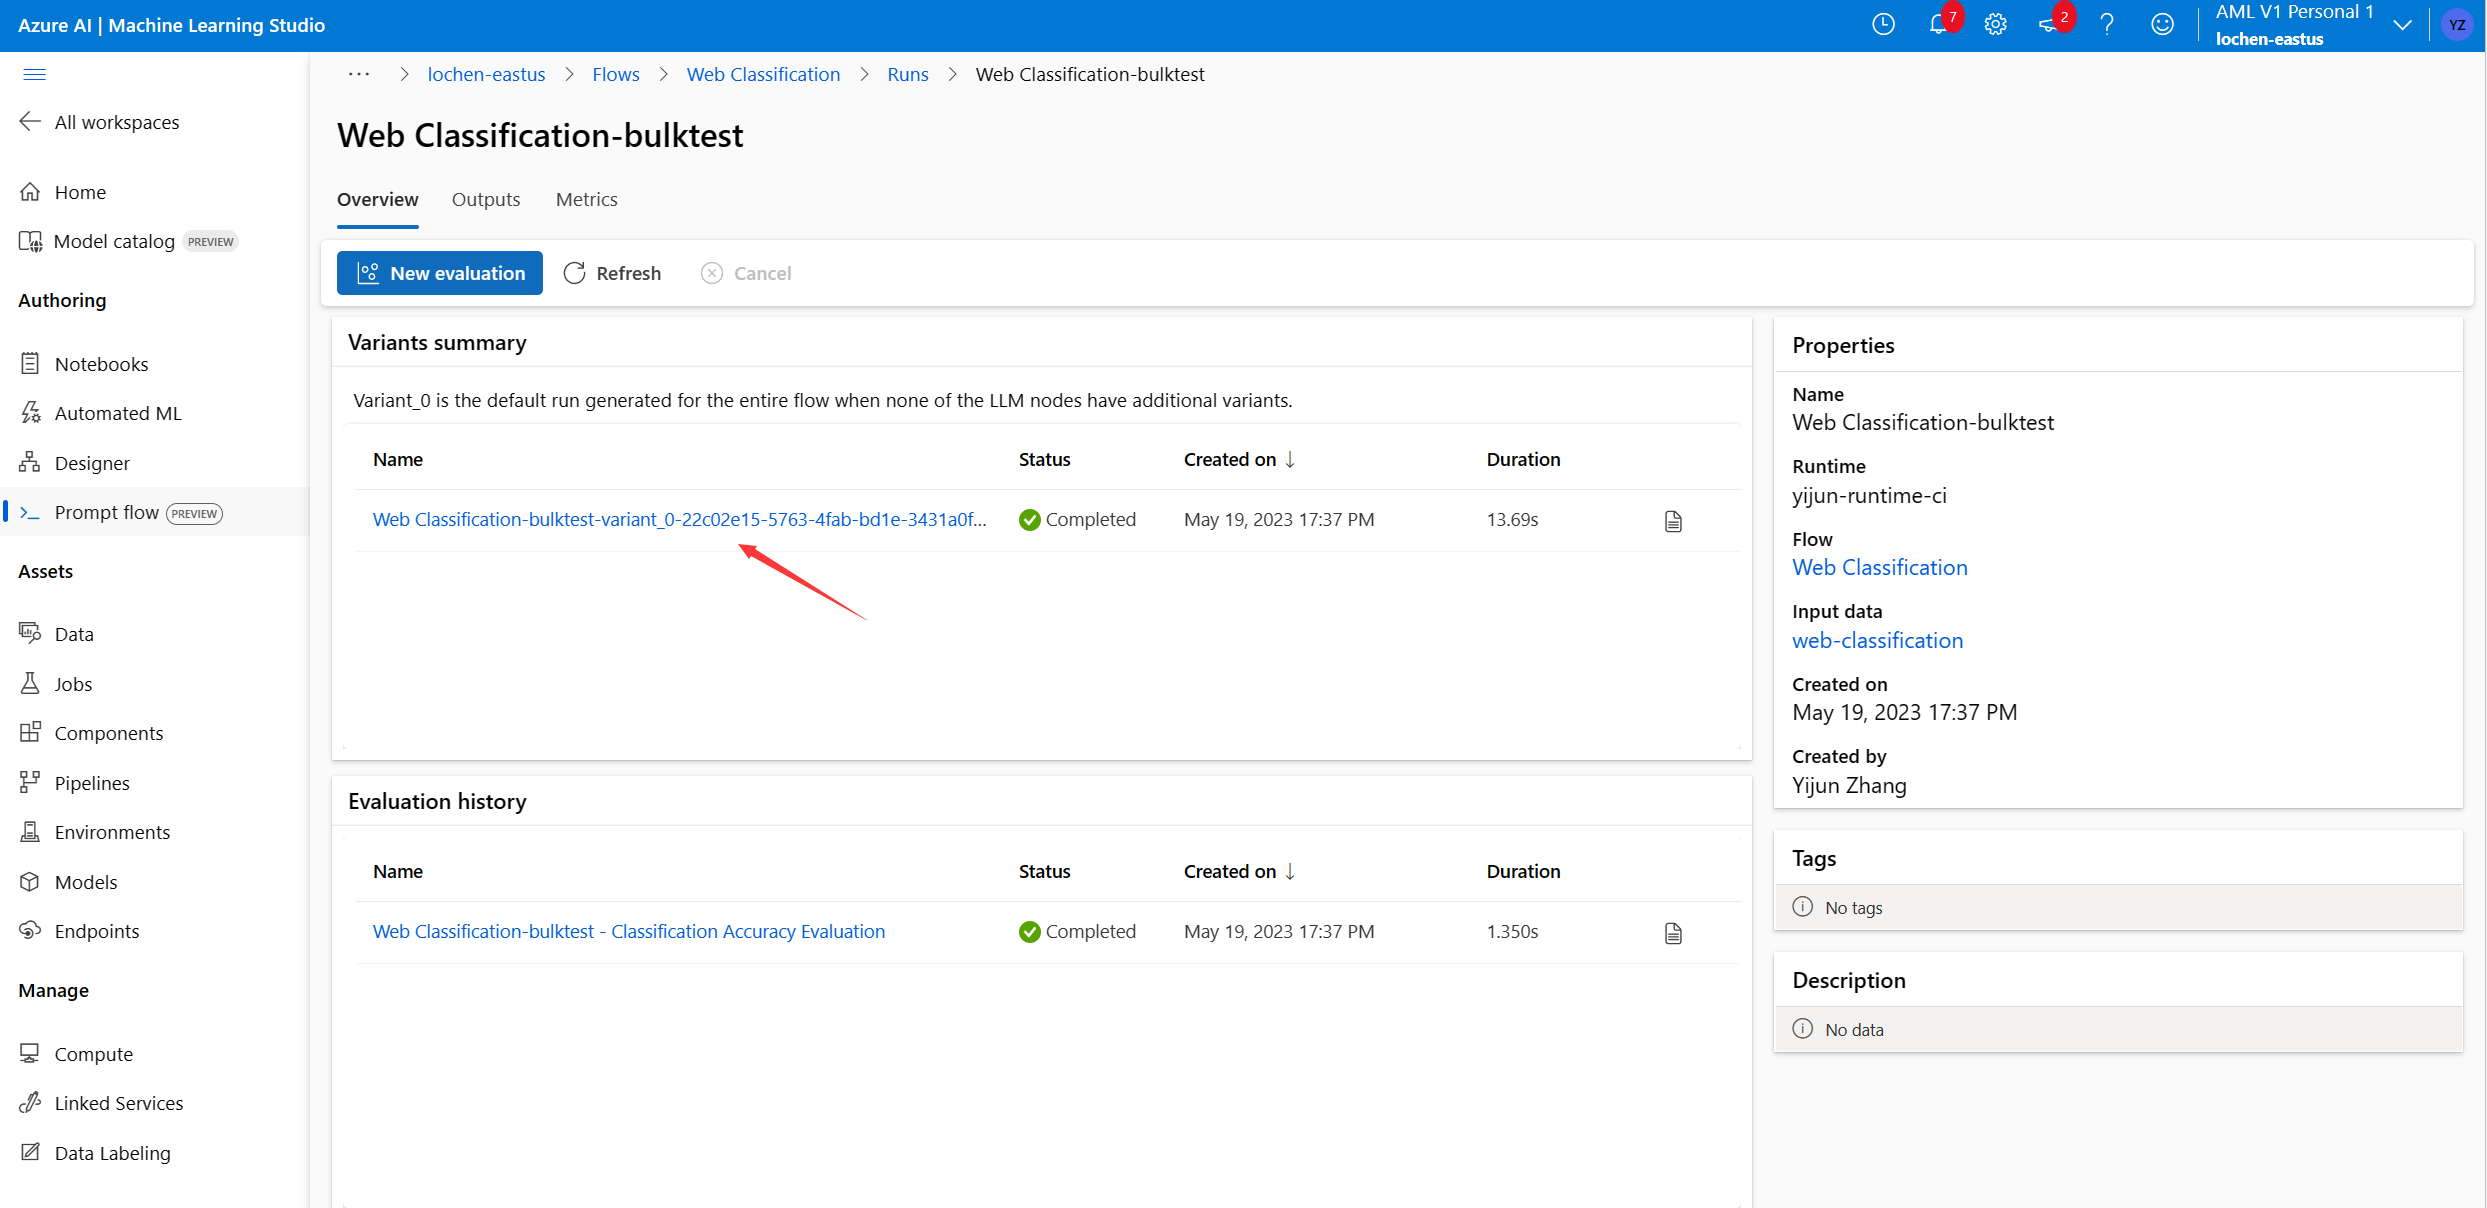 Azure AI | Machine Learning Studio
7
2
AML V1 Personal 1
lochen-eastus
YZ
··· > lochen-eastus > Flows > Web Classification > Runs > Web Classification-bulktest
All workspaces
Home
Model catalog PREVIEW
Authoring
Notebooks
Automated ML
Designer
Prompt flow PREVIEW
Assets
Data
Jobs
Components
Pipelines
Environments
Models
Endpoints
Manage
Compute
Linked Services
Data Labeling
Web Classification-bulktest
Overview Outputs Metrics
New evaluation Refresh Cancel
Variants summary
Variant_0 is the default run generated for the entire flow when none of the LLM nodes have additional variants.
Name Status Created on ↓ Duration
Web Classification-bulktest-variant_0-22c02e15-5763-4fab-bd1e-3431a0f... Completed May 19, 2023 17:37 PM 13.69s
Evaluation history
Name Status Created on ↓ Duration
Web Classification-bulktest - Classification Accuracy Evaluation Completed May 19, 2023 17:37 PM 1.350s
Properties
Name
Web Classification-bulktest
Runtime
yijun-runtime-ci
Flow
Web Classification
Input data
web-classification
Created on
May 19, 2023 17:37 PM
Created by
Yijun Zhang
Tags
No tags
Description
No data